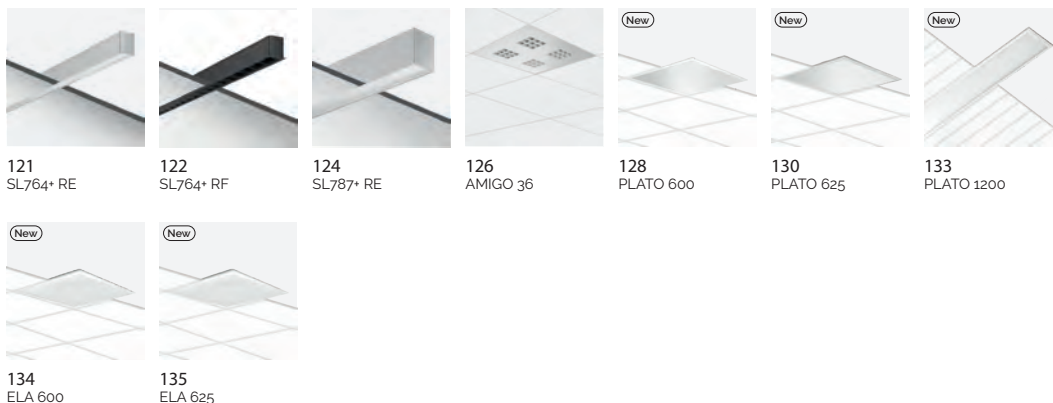 121
SL764+ RE
122
SL764+ RF
124
SL787+ RE
126
AMIGO 36
New
128
PLATO 600
New
130
PLATO 625
New
133
PLATO 1200
New
134
ELA 600
New
135
ELA 625